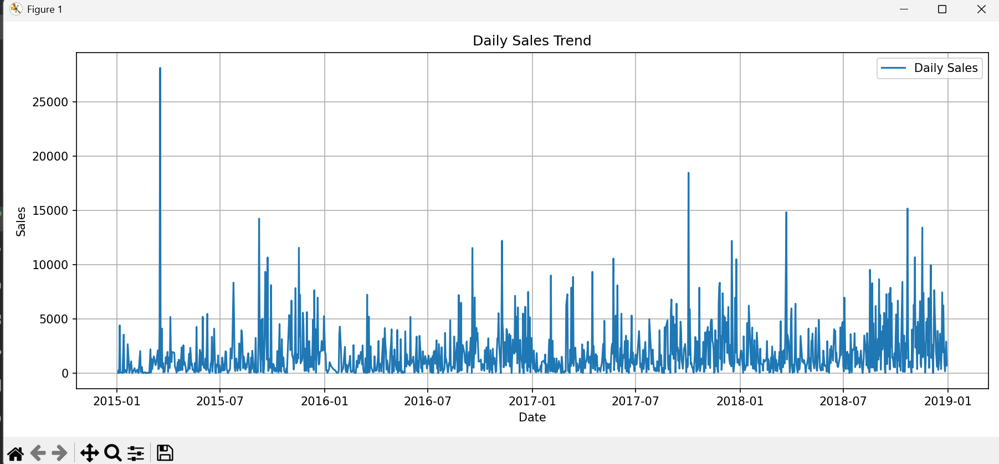 Figure 1
Daily Sales Trend
Daily Sales
25000
20000
15000
10000
5000
0
Sales
2015-01 2015-07 2016-01 2016-07 2017-01 2017-07 2018-01 2018-07 2019-01
Date